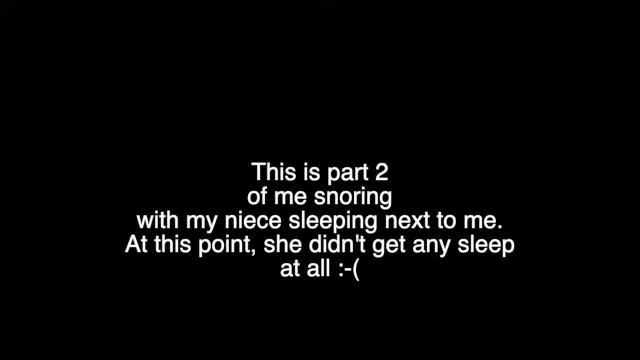 This is part 2
of me snoring
with my niece sleeping next to me.
At this point, she didn't get any sleep
at all :-(